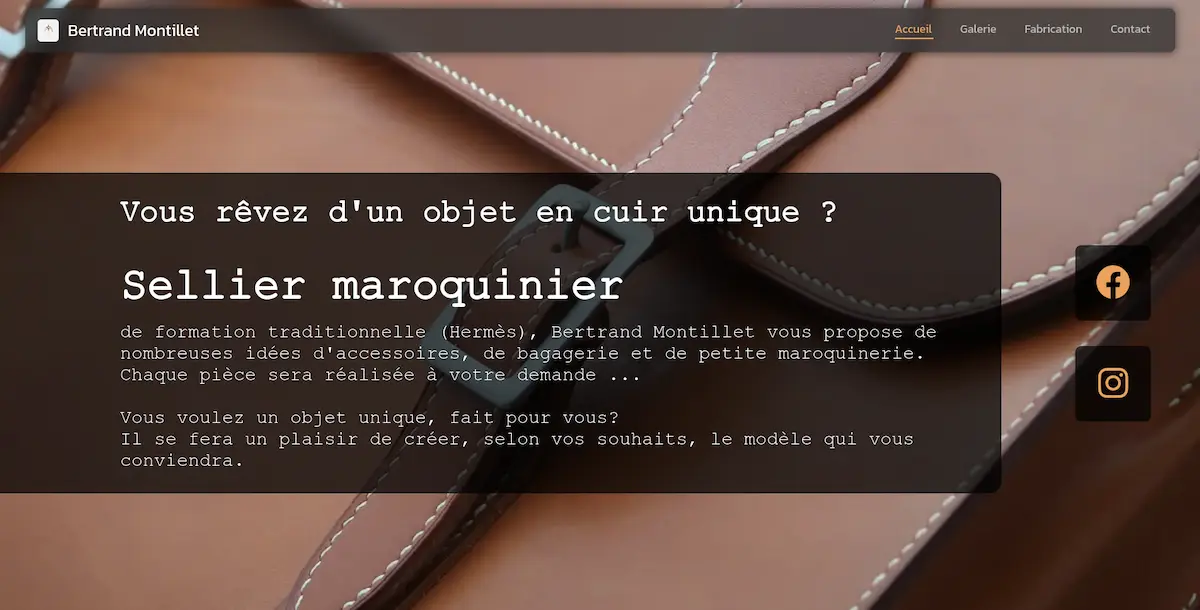 Bertrand Montillet
Accueil
Galerie
Fabrication
Contact
Vous rêvez d'un objet en cuir unique ?
Sellier maroquinier
de formation traditionnelle (Hermès), Bertrand Montillet vous propose de
nombreuses idées d'accessoires, de bagagerie et de petite maroquinerie.
Chaque pièce sera réalisée à votre demande ...
Vous voulez un objet unique, fait pour vous?
Il se fera un plaisir de créer, selon vos souhaits, le modèle qui vous
conviendra.